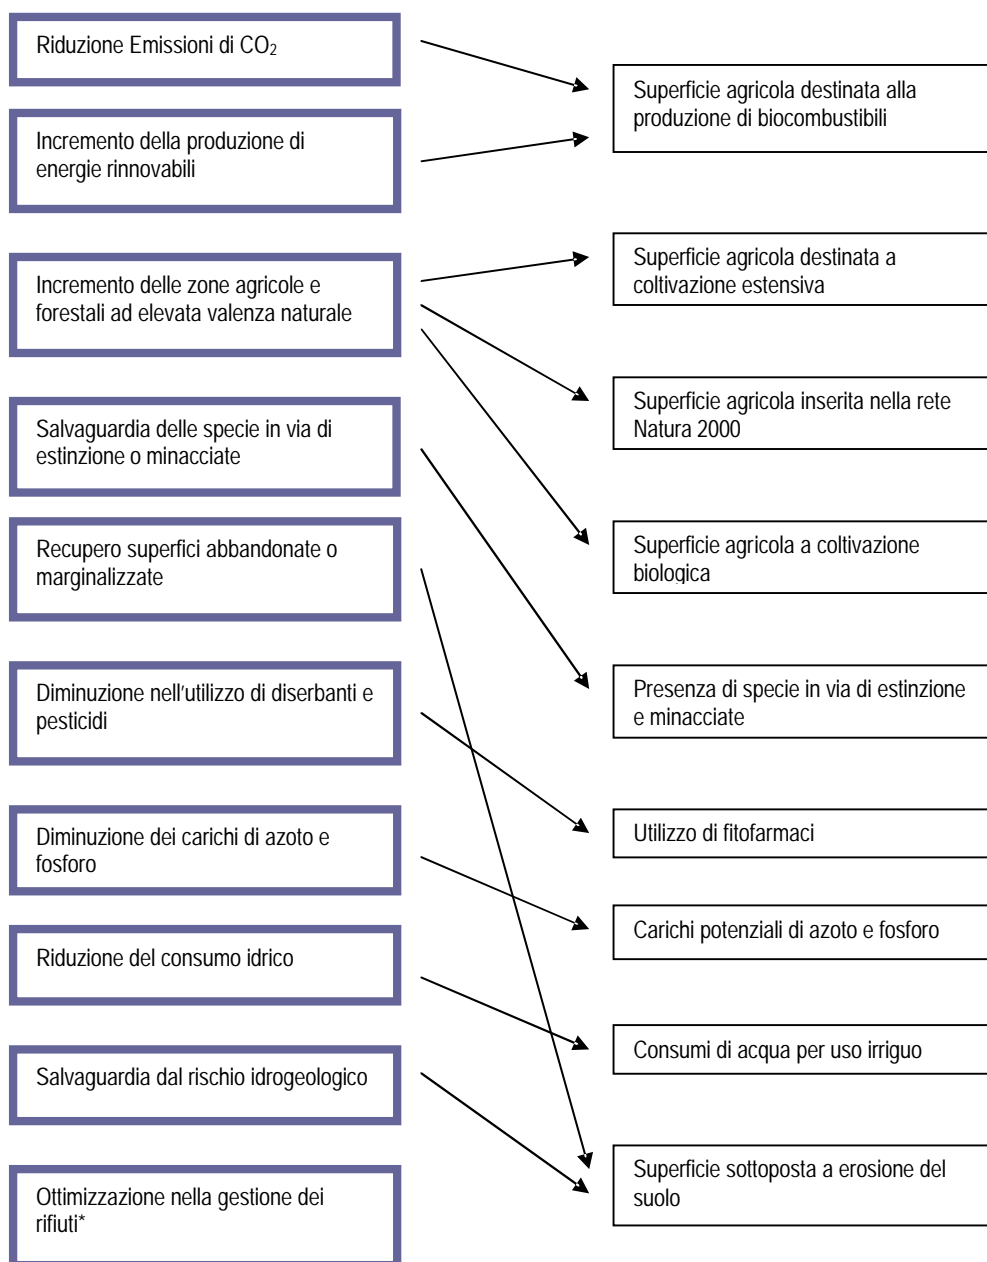 Riduzione Emissioni di CO₂
Incremento della produzione di
energie rinnovabili
Incremento delle zone agricole e
forestali ad elevata valenza naturale
Salvaguardia delle specie in via di
estinzione o minacciate
Recupero superfici abbandonate o
marginalizzate
Diminuzione nell'utilizzo di diserbanti e
pesticidi
Diminuzione dei carichi di azoto e
fosforo
Riduzione del consumo idrico
Salvaguardia dal rischio idrogeologico
Ottimizzazione nella gestione dei
rifiuti*
Superficie agricola destinata alla
produzione di biocombustibili
Superficie agricola destinata a
coltivazione estensiva
Superficie agricola inserita nella rete
Natura 2000
Superficie agricola a coltivazione
biologica
Presenza di specie in via di estinzione
e minacciate
Utilizzo di fitofarmaci
Carichi potenziali di azoto e fosforo
Consumi di acqua per uso irriguo
Superficie sottoposta a erosione del
suolo